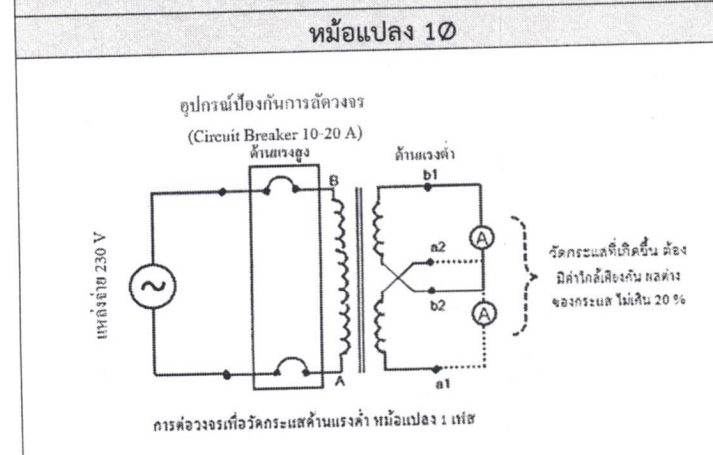 หม้อแปลง 1Ø
อุปกรณ์ป้องกันการลัดวงจร
(Circuit Breaker 10-20 A)
ด้านแรงสูง
ด้านแรงต่ำ
B
b1
A
a2
วัดกระแสที่เกิดขึ้น ต้อง
มีค่าใกล้เคียงกัน ผลต่าง
ของกระแส ไม่เกิน 20 %
แหล่งจ่าย 230 V
~
b2
A
A
a1
การต่อวงจรเพื่อวัดกระแสด้านแรงต่ำ หม้อแปลง 1 เฟส